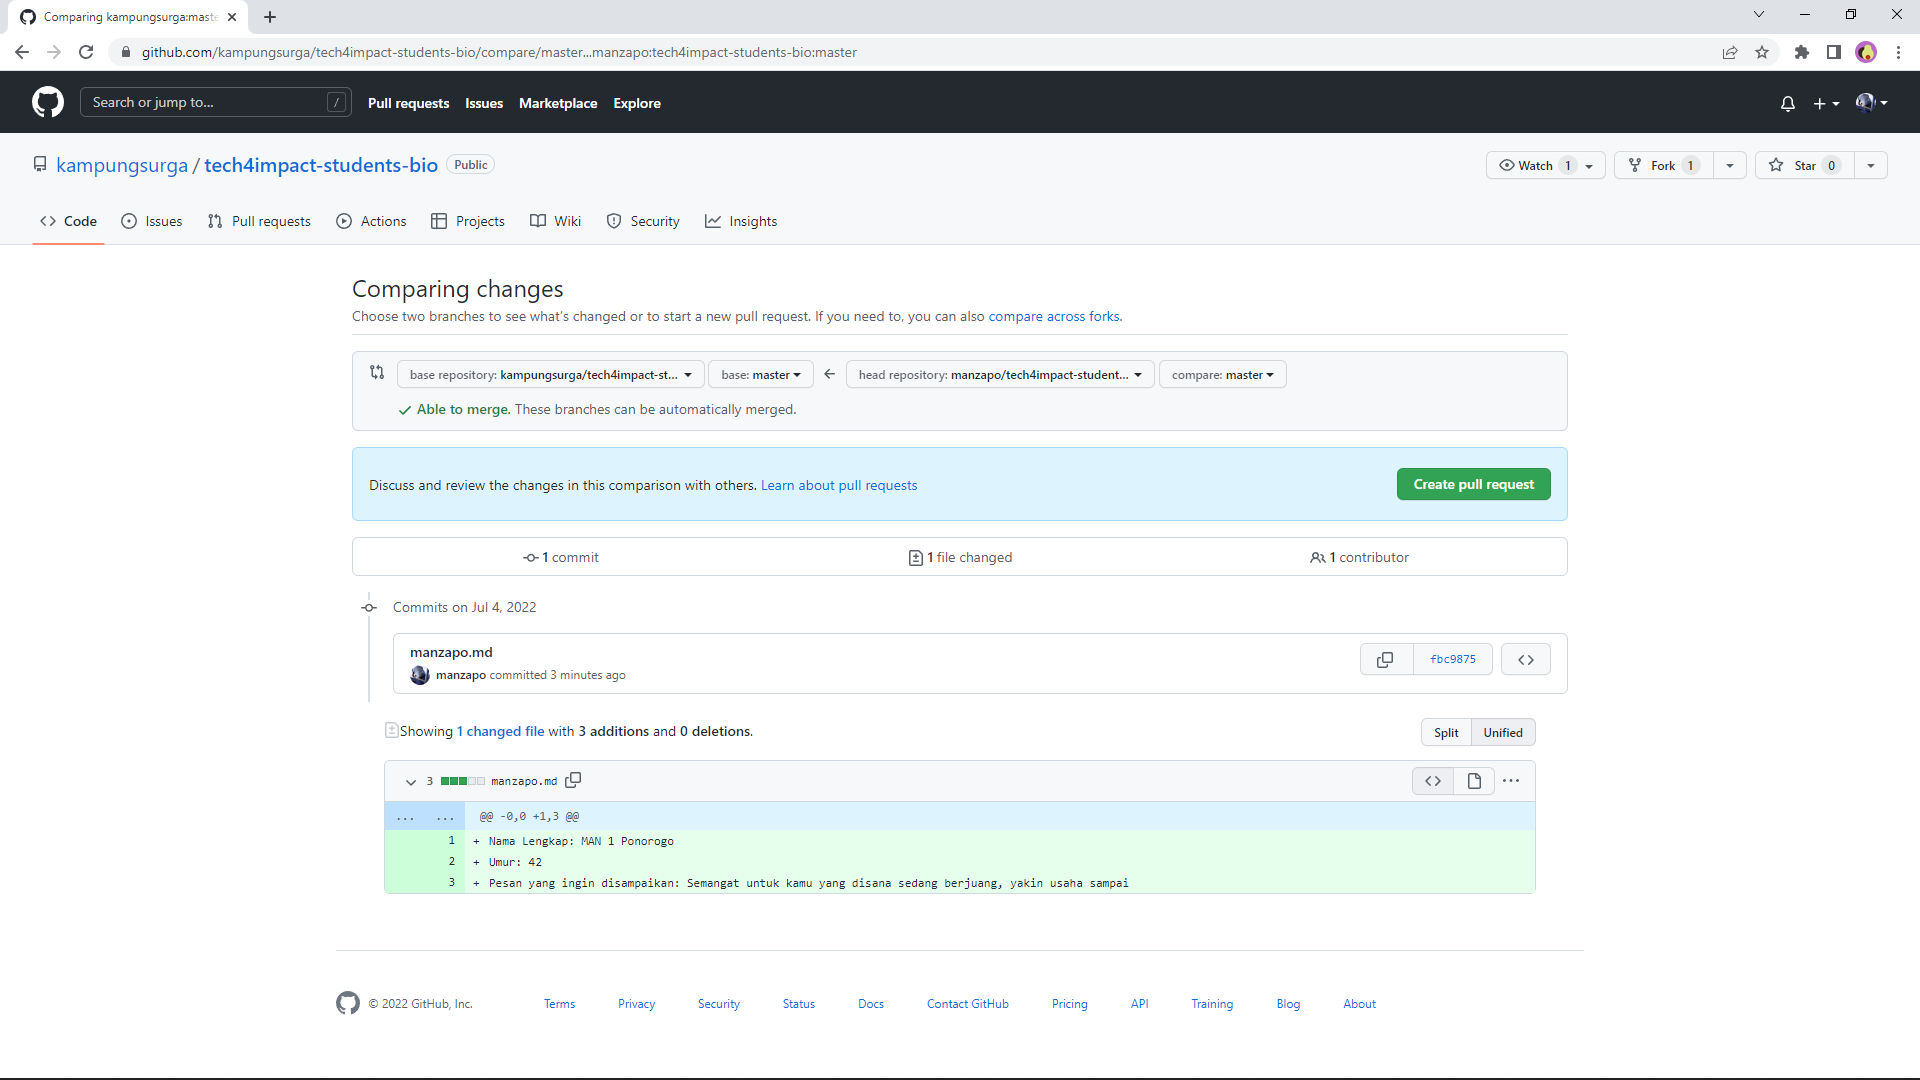 Comparing kampungsurga:maste
github.com/kampungsurga/tech4impact-students-bio/compare/master...manzapo:tech4impact-students-bio:master
Search or jump to... /
Pull requests Issues Marketplace Explore
kampungsurga / tech4impact-students-bio Public
Watch 1 Fork 1 Star 0
Code Issues Pull requests Actions Projects Wiki Security Insights
Comparing changes
Choose two branches to see what's changed or to start a new pull request. If you need to, you can also compare across forks.
base repository: kampungsurga/tech4impact-st... base: master head repository: manzapo/tech4impact-student... compare: master
Able to merge. These branches can be automatically merged.
Discuss and review the changes in this comparison with others. Learn about pull requests
Create pull request
1 commit 1 file changed 1 contributor
Commits on Jul 4, 2022
manzapo.md
manzapo committed 3 minutes ago
fbc9875
Showing 1 changed file with 3 additions and 0 deletions.
Split Unified
3 manzapo.md
... ... @@ -0,0 +1,3 @@
1 + Nama Lengkap: MAN 1 Ponorogo
2 + Umur: 42
3 + Pesan yang ingin disampaikan: Semangat untuk kamu yang disana sedang berjuang, yakin usaha sampai
© 2022 GitHub, Inc. Terms Privacy Security Status Docs Contact GitHub Pricing API Training Blog About